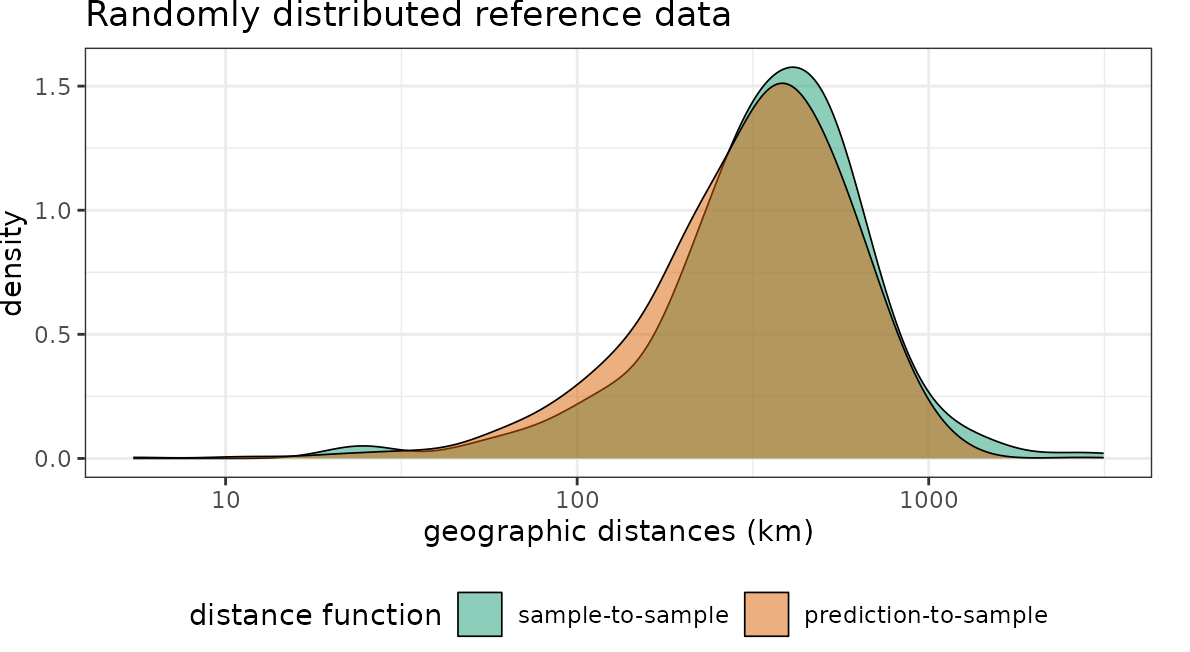 Randomly distributed reference data
density
1.5
1.0
0.5
0.0
10 100 1000
geographic distances (km)
distance function sample-to-sample prediction-to-sample